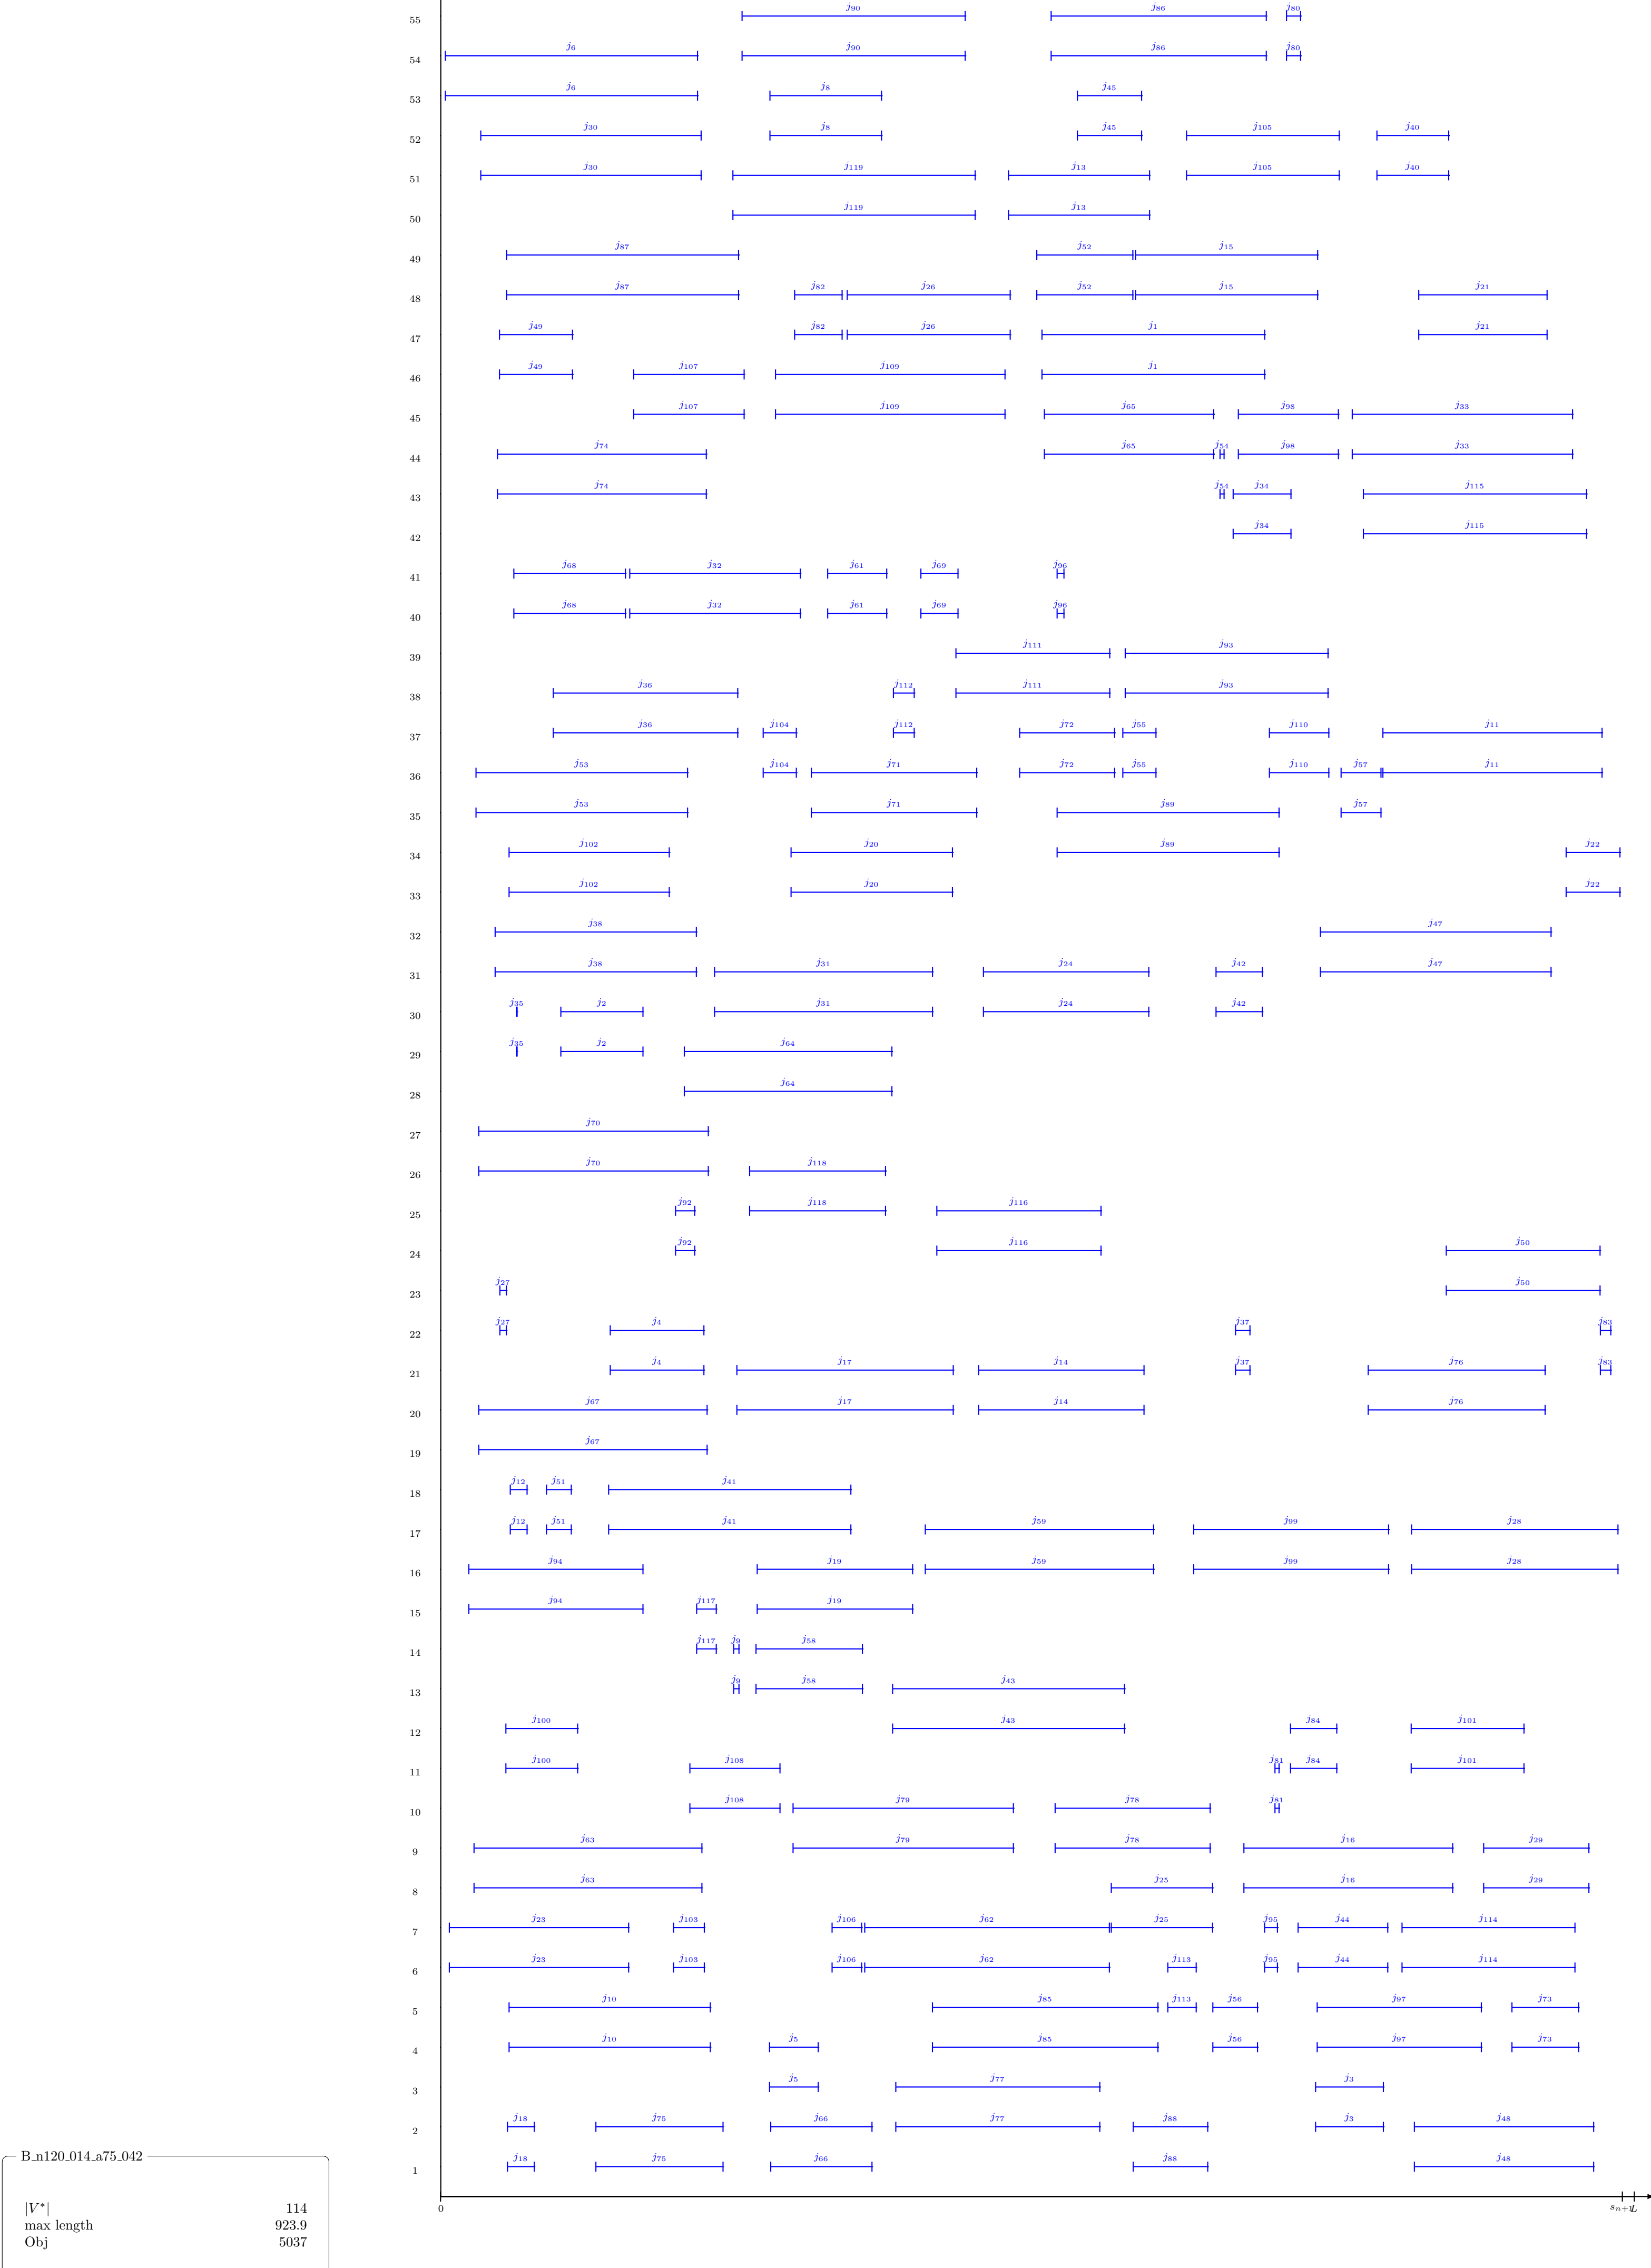 j90 j86 j80
55
j6 j90 j86 j80
54
j6 j8 j45
53
j30 j8 j45 j105 j40
52
j30 j119 j13 j105 j40
51
j119 j13
50
j87 j52 j15
49
j87 j82 j26 j52 j15 j21
48
j49 j82 j26 j1 j21
47
j49 j107 j109 j1
46
j107 j109 j65 j98 j33
45
j74 j65 j54 j98 j33
44
j74 j54 j34 j115
43
j34 j115
42
j68 j32 j61 j69 j96
41
j68 j32 j61 j69 j96
40
j111 j93
39
j36 j112 j111 j93
38
j36 j104 j112 j72 j55 j110 j11
37
j53 j104 j71 j72 j55 j110 j57 j11
36
j53 j71 j89 j57
35
j102 j20 j89 j22
34
j102 j20 j22
33
j38 j47
32
j38 j31 j24 j42 j47
31
j35 j2 j31 j24 j42
30
j35 j2 j64
29
j64
28
j70
27
j70 j118
26
j92 j118 j116
25
j92 j116 j50
24
j27 j50
23
j27 j4 j37 j83
22
j4 j17 j14 j37 j76 j83
21
j67 j17 j14 j76
20
j67
19
j12 j51 j41
18
j12 j51 j41 j59 j99 j28
17
j94 j19 j59 j99 j28
16
j94 j117 j19
15
j117 j9 j58
14
j9 j58 j43
13
j100 j43 j84 j101
12
j100 j108 j81 j84 j101
11
j108 j79 j78 j81
10
j63 j79 j78 j16 j29
9
j63 j25 j16 j29
8
j23 j103 j106 j62 j25 j95 j44 j114
7
j23 j103 j106 j62 j113 j95 j44 j114
6
j10 j85 j113 j56 j97 j73
5
j10 j5 j85 j56 j97 j73
4
j5 j77 j3
3
j18 j75 j66 j77 j88 j3 j48
2
j18 j75 j66 j88 j48
1
0 L
B_n120_014_a75_042
|V*| 114
max length 923.9
Obj 5037